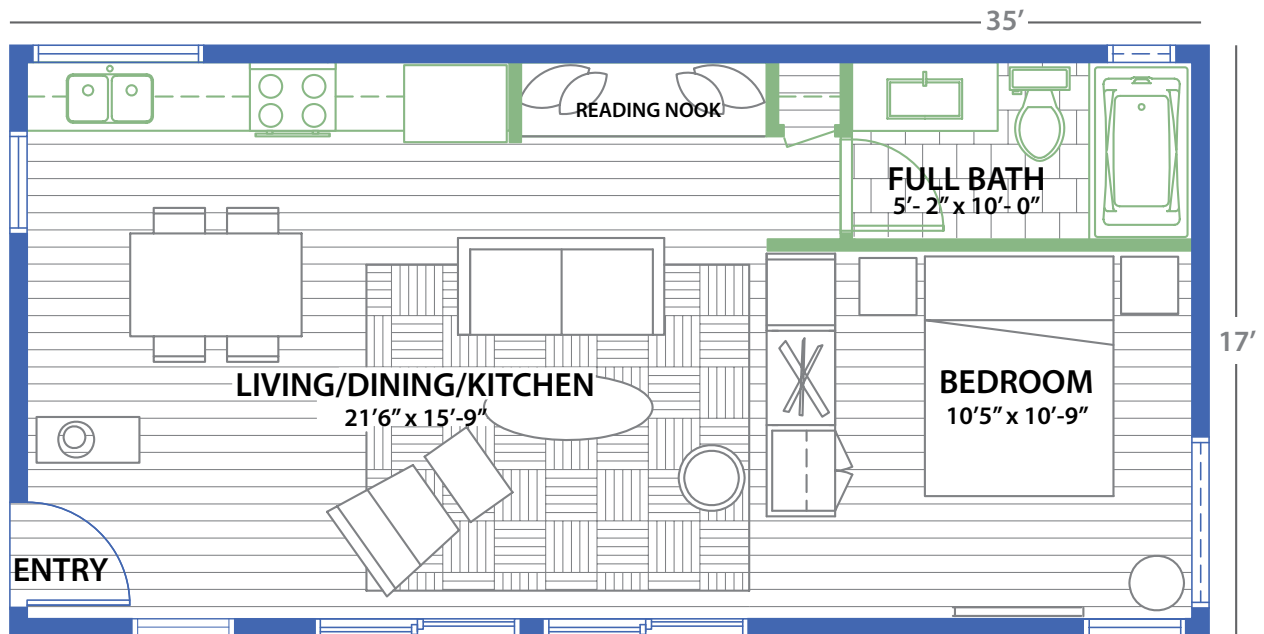 35’
READING NOOK
FULL BATH
5’- 2” x 10’- 0”
17’
LIVING/DINING/KITCHEN
21’6” x 15’-9”
BEDROOM
10’5” x 10’-9”
ENTRY